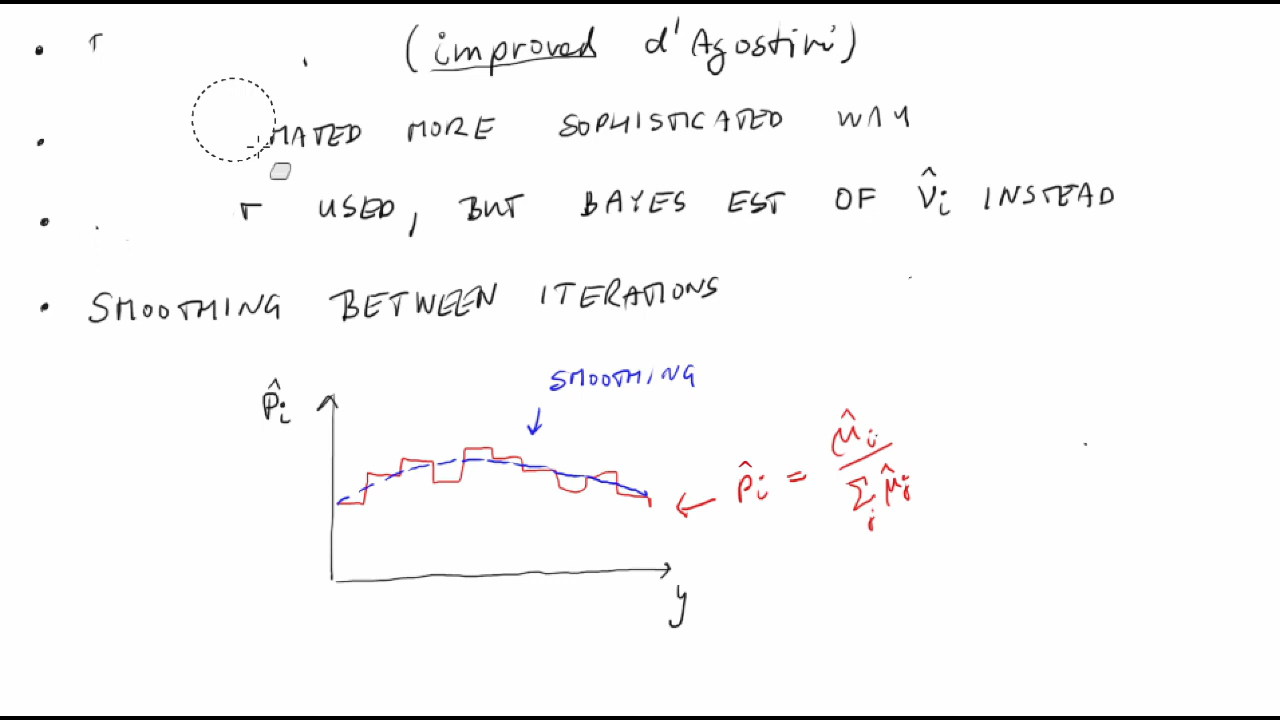 (improved d'Agostini)
MATED MORE SOPHISTICATED WAY
USED, BUT BAYES EST OF ν̂i INSTEAD
• SMOOTHING BETWEEN ITERATIONS
SMOOTHING
p̂i
p̂i = μ̂i / Σj μ̂j
y